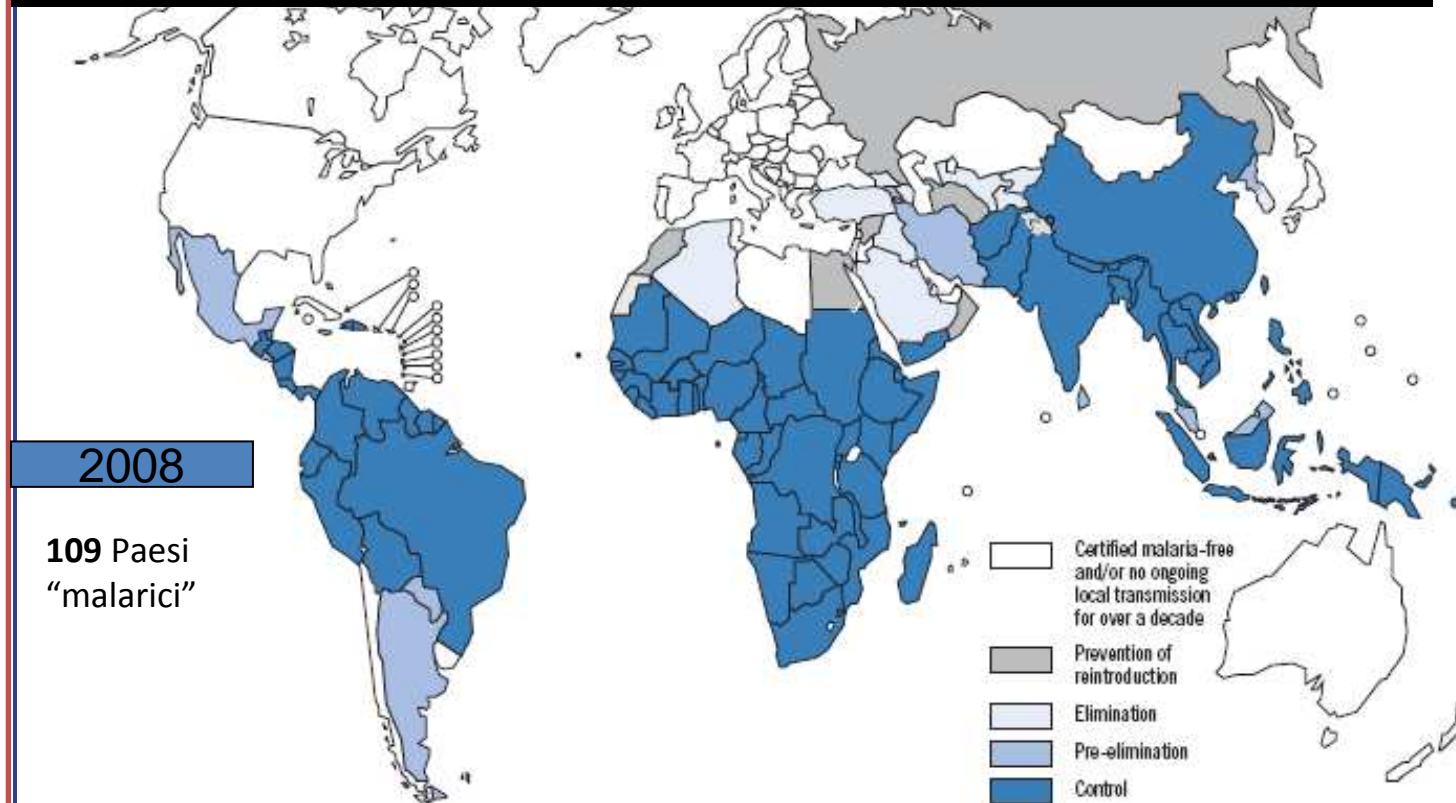 2008
109 Paesi
“malarici”
Certified malaria-free
and/or no ongoing
local transmission
for over a decade
Prevention of
reintroduction
Elimination
Pre-elimination
Control